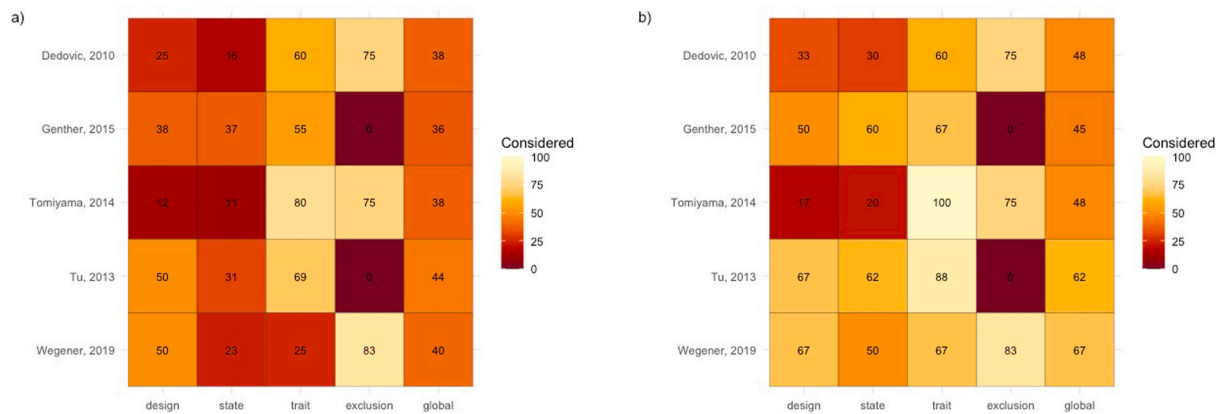 a)
Dedovic, 2010 25 16 60 75 38
Genther, 2015 38 37 55 0 36
Tomiyama, 2014 12 11 80 75 38
Tu, 2013 50 31 69 0 44
Wegener, 2019 50 23 25 83 40
design state trait exclusion global
Considered
100
75
50
25
0
b)
Dedovic, 2010 33 30 60 75 48
Genther, 2015 50 60 67 0 45
Tomiyama, 2014 17 20 100 75 48
Tu, 2013 67 62 88 0 62
Wegener, 2019 67 50 67 83 67
design state trait exclusion global
Considered
100
75
50
25
0